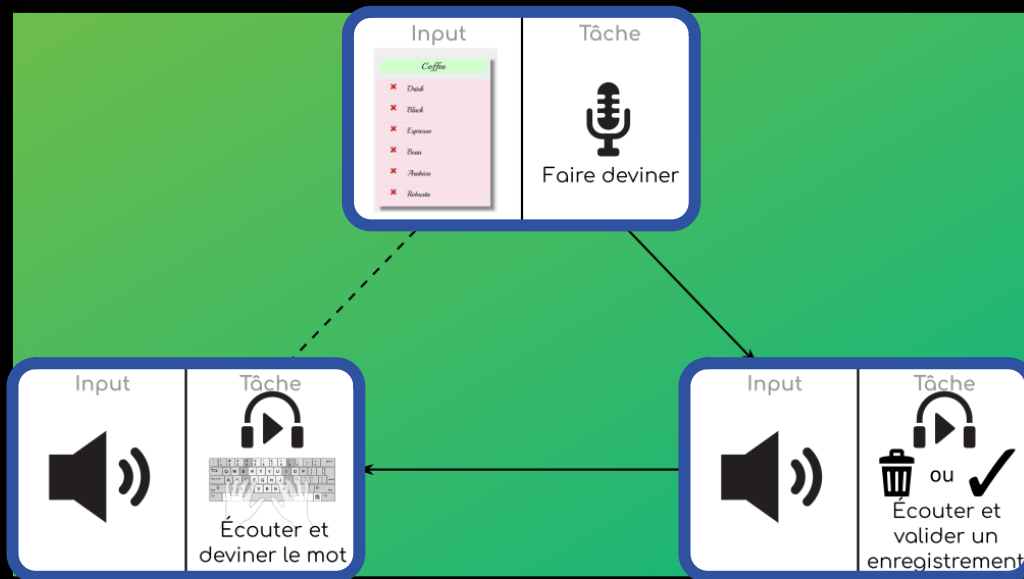 Input
Tâche
Coffee
Drink
Black
Espresso
Bean
Arabica
Robusta
Faire deviner
Input
Tâche
Écouter et
deviner le mot
Input
Tâche
ou
Écouter et
valider un
enregistrement